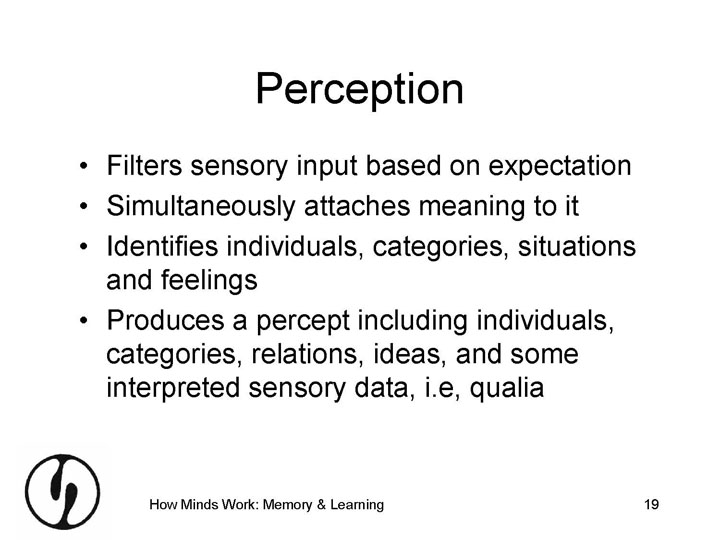 Perception
• Filters sensory input based on expectation
• Simultaneously attaches meaning to it
• Identifies individuals, categories, situations
and feelings
• Produces a percept including individuals,
categories, relations, ideas, and some
interpreted sensory data, i.e, qualia
How Minds Work: Memory & Learning
19